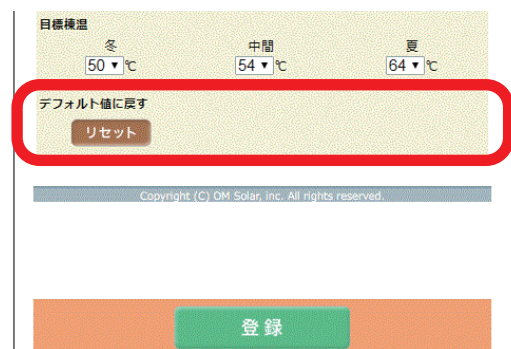 目標棟温
冬 中間 夏
50 ▼ ℃ 54 ▼ ℃ 64 ▼ ℃
デフォルト値に戻す
リセット
Copyright (C) OM Solar, inc. All rights reserved.
登録